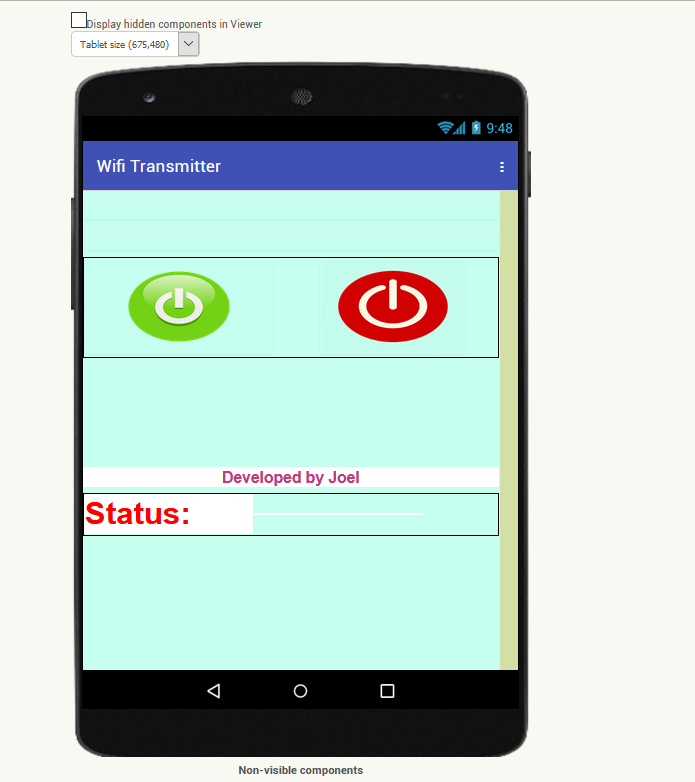 Display hidden components in Viewer
Tablet size (675,480)
9:48
Wifi Transmitter
Developed by Joel
Status:
Non-visible components